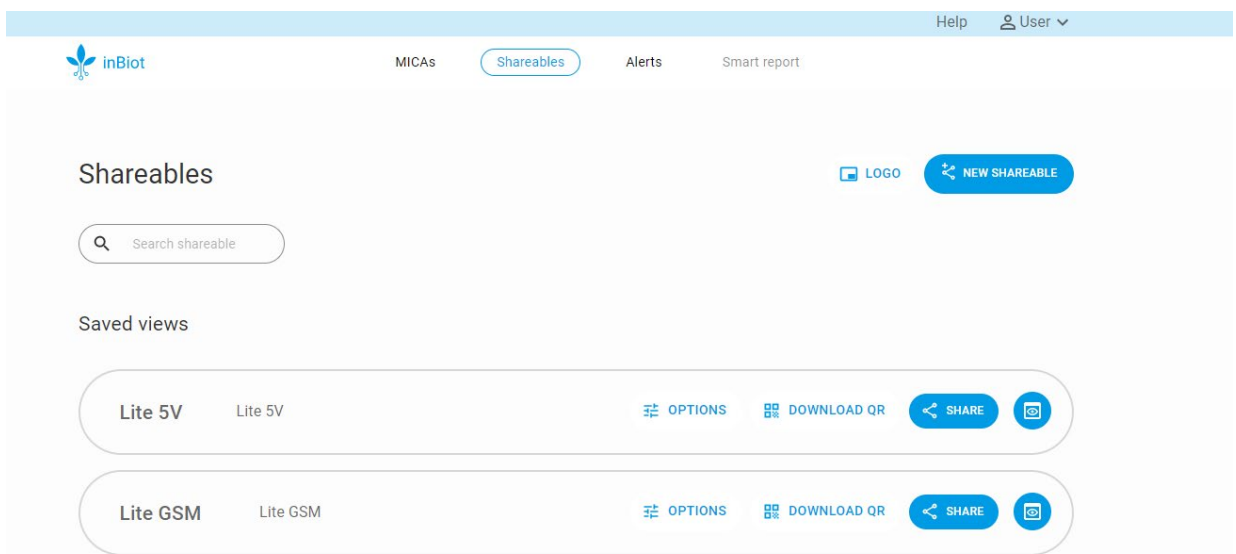 Help User
inBiot MICAs Shareables Alerts Smart report
Shareables LOGO NEW SHAREABLE
Search shareable
Saved views
Lite 5V Lite 5V OPTIONS DOWNLOAD QR SHARE
Lite GSM Lite GSM OPTIONS DOWNLOAD QR SHARE